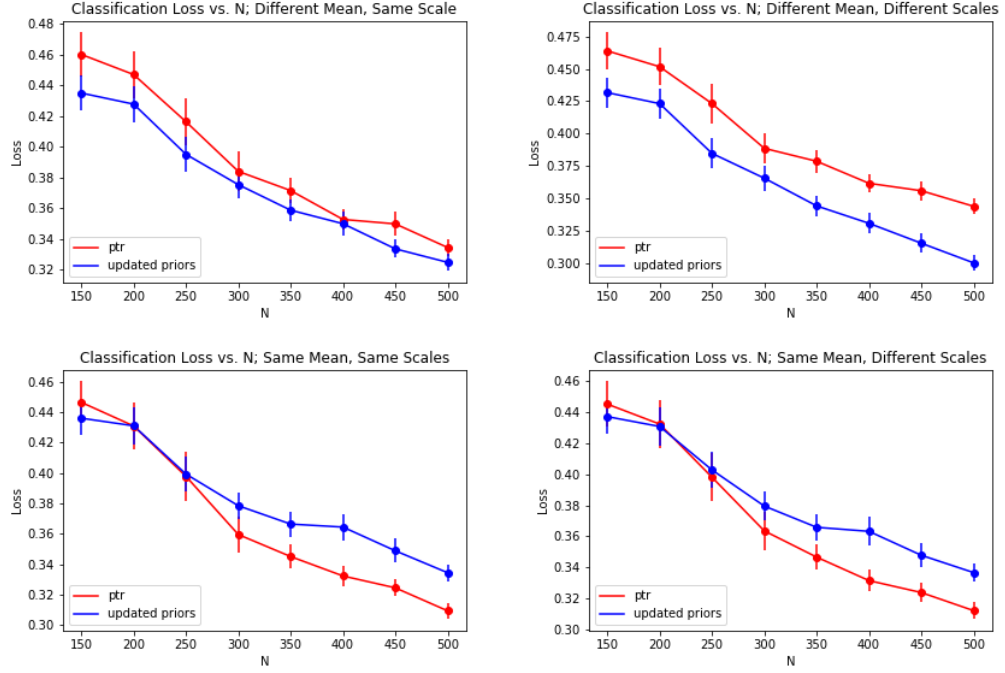 Classification Loss vs. N; Different Mean, Same Scale
0.48
0.46
0.44
0.42
0.40
0.38
0.36
0.34
0.32
Loss
ptr
updated priors
150 200 250 300 350 400 450 500
N
Classification Loss vs. N; Different Mean, Different Scales
0.475
0.450
0.425
0.400
0.375
0.350
0.325
0.300
Loss
ptr
updated priors
150 200 250 300 350 400 450 500
N
Classification Loss vs. N; Same Mean, Same Scales
0.46
0.44
0.42
0.40
0.38
0.36
0.34
0.32
0.30
Loss
ptr
updated priors
150 200 250 300 350 400 450 500
N
Classification Loss vs. N; Same Mean, Different Scales
0.46
0.44
0.42
0.40
0.38
0.36
0.34
0.32
0.30
Loss
ptr
updated priors
150 200 250 300 350 400 450 500
N